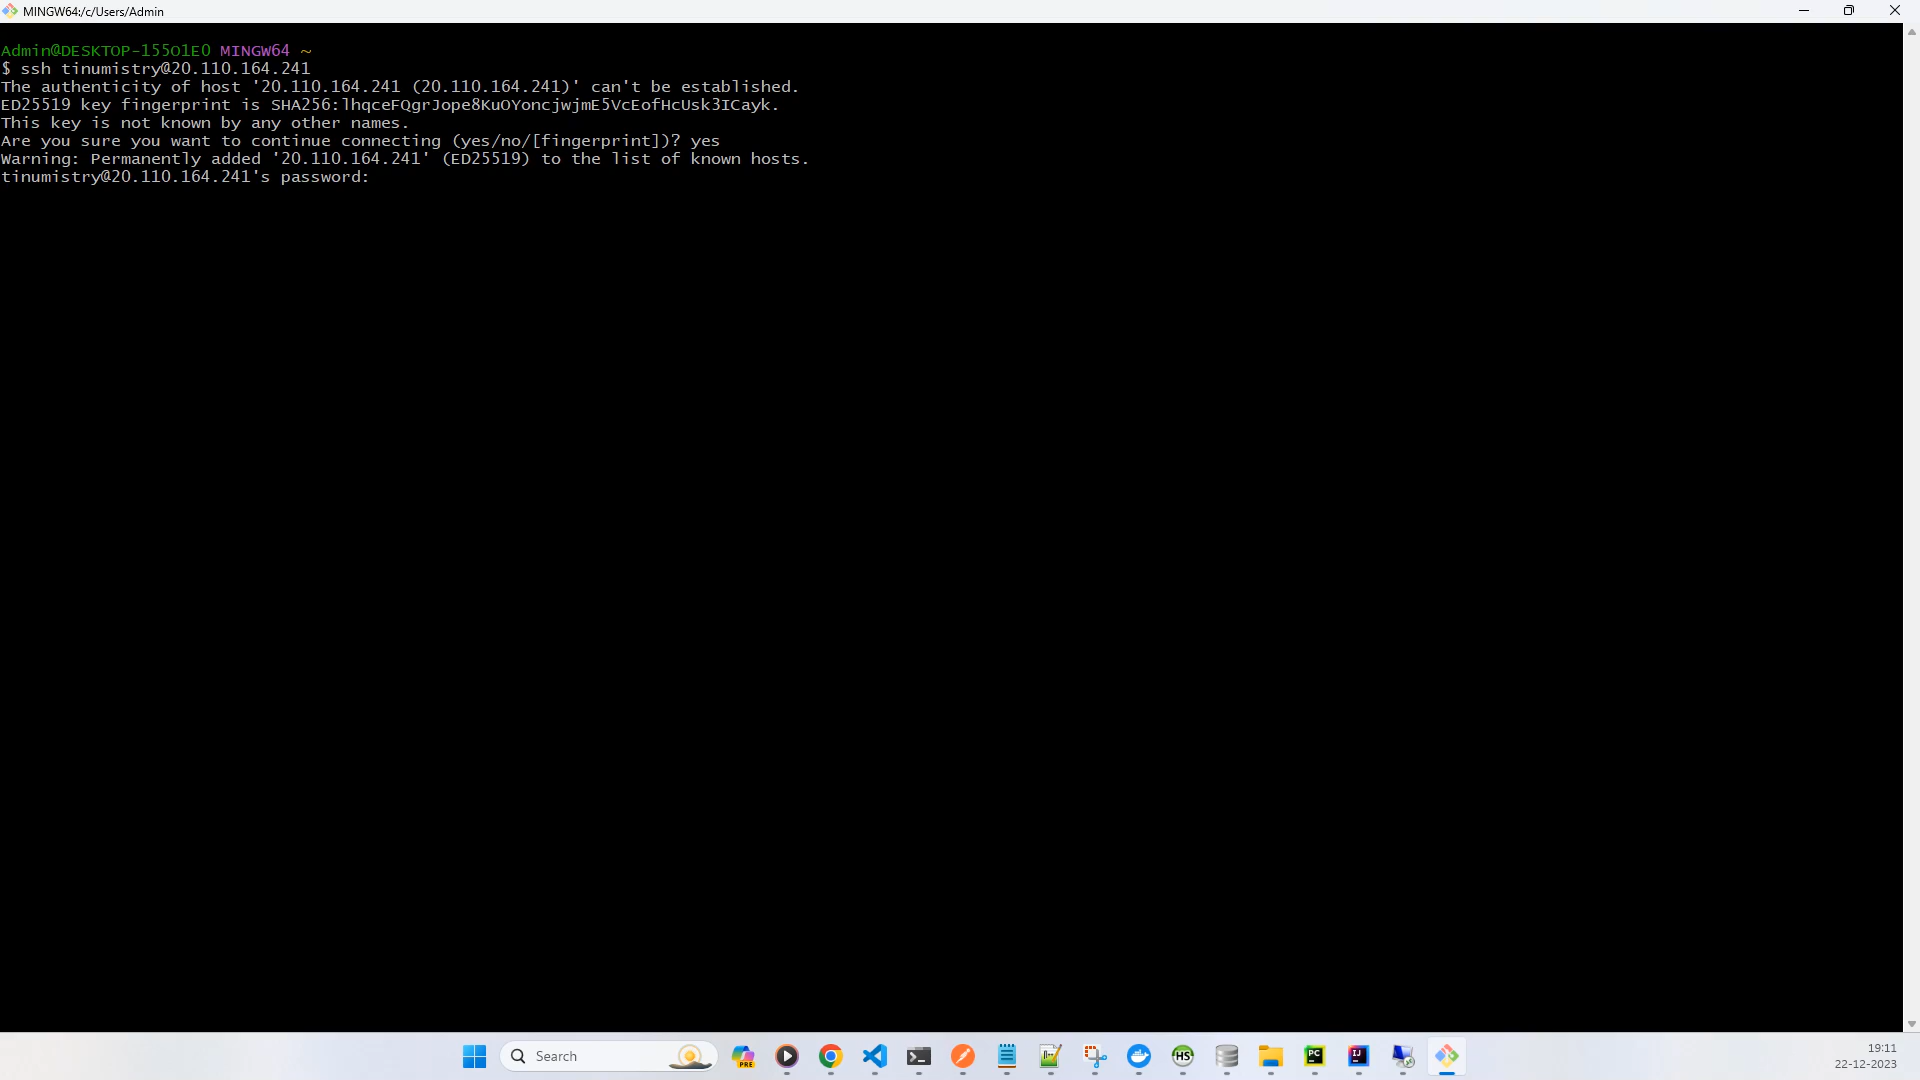 MINGW64:/c/Users/Admin
Admin@DESKTOP-155O1EO MINGW64 ~
$ ssh tinumistry@20.110.164.241
The authenticity of host '20.110.164.241 (20.110.164.241)' can't be established.
ED25519 key fingerprint is SHA256:lhqceFQgrJope8KuOYoncjwjmE5VcEofHcUsk3ICayk.
This key is not known by any other names.
Are you sure you want to continue connecting (yes/no/[fingerprint])? yes
Warning: Permanently added '20.110.164.241' (ED25519) to the list of known hosts.
tinumistry@20.110.164.241's password:
Search
PRE
HS
PC
IJ
19:11
22-12-2023